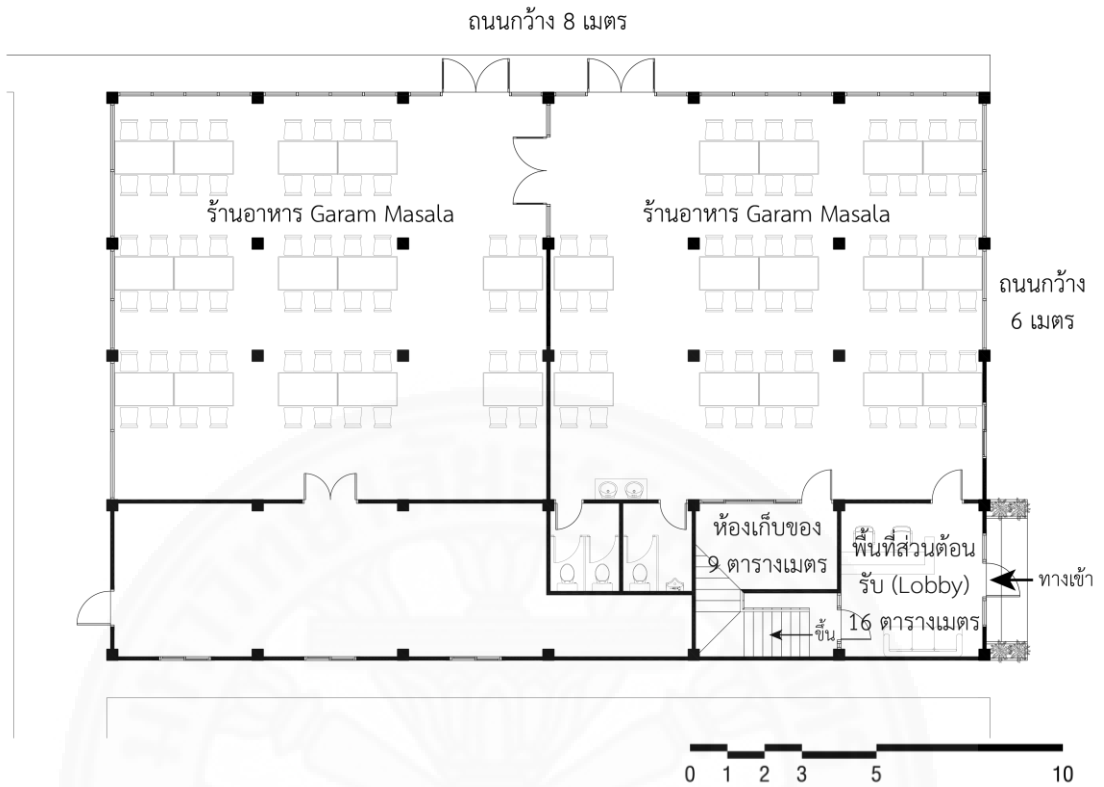 ถนนกว้าง 8 เมตร
ร้านอาหาร Garam Masala
ร้านอาหาร Garam Masala
ถนนกว้าง
6 เมตร
ห้องเก็บของ
9 ตารางเมตร
พื้นที่ส่วนต้อน
รับ (Lobby)
16 ตารางเมตร
ทางเข้า
ขึ้น
0 1 2 3 5 10